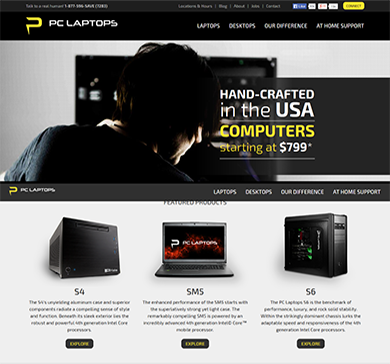 Talk to a real human! 1-877-596-SAVE (7283)
Locations & Hours | Blog | About | Jobs | Contact
Like
CONNECT
PC LAPTOPS
LAPTOPS DESKTOPS OUR DIFFERENCE AT HOME SUPPORT
HAND-CRAFTED
in the USA
COMPUTERS
starting at $799*
PC LAPTOPS
LAPTOPS DESKTOPS OUR DIFFERENCE AT HOME SUPPORT
FEATURED PRODUCTS
PC LAPTOPS
S4
SM5
S6
The S4's unyielding aluminum case and superior
components radiate a compelling sense of style
and function. Beneath its sleek exterior lies the
robust and powerful 4th generation Intel Core
processors.
The enhanced performance of the SM5 starts with
the superlatively strong yet light case. The
remarkably compelling SM5 is powered by an
incredibly advanced 4th generation Intel® Core™
mobile processor
The PC Laptops S6 is the benchmark of
performance, luxury, and rock solid stability.
Within the strikingly dominant chassis lurks the
adaptable speed and responsiveness of the 4th
generation Intel Core processors.
EXPLORE
EXPLORE
EXPLORE